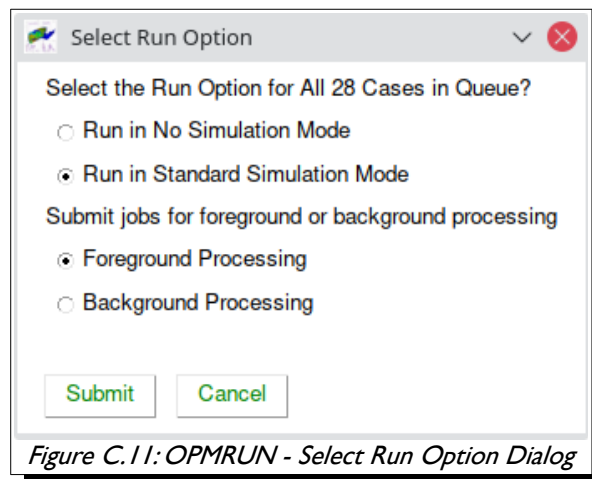 Select Run Option
Select the Run Option for All 28 Cases in Queue?
Run in No Simulation Mode
Run in Standard Simulation Mode
Submit jobs for foreground or background processing
Foreground Processing
Background Processing
Submit Cancel
Figure C.11: OPMRUN - Select Run Option Dialog